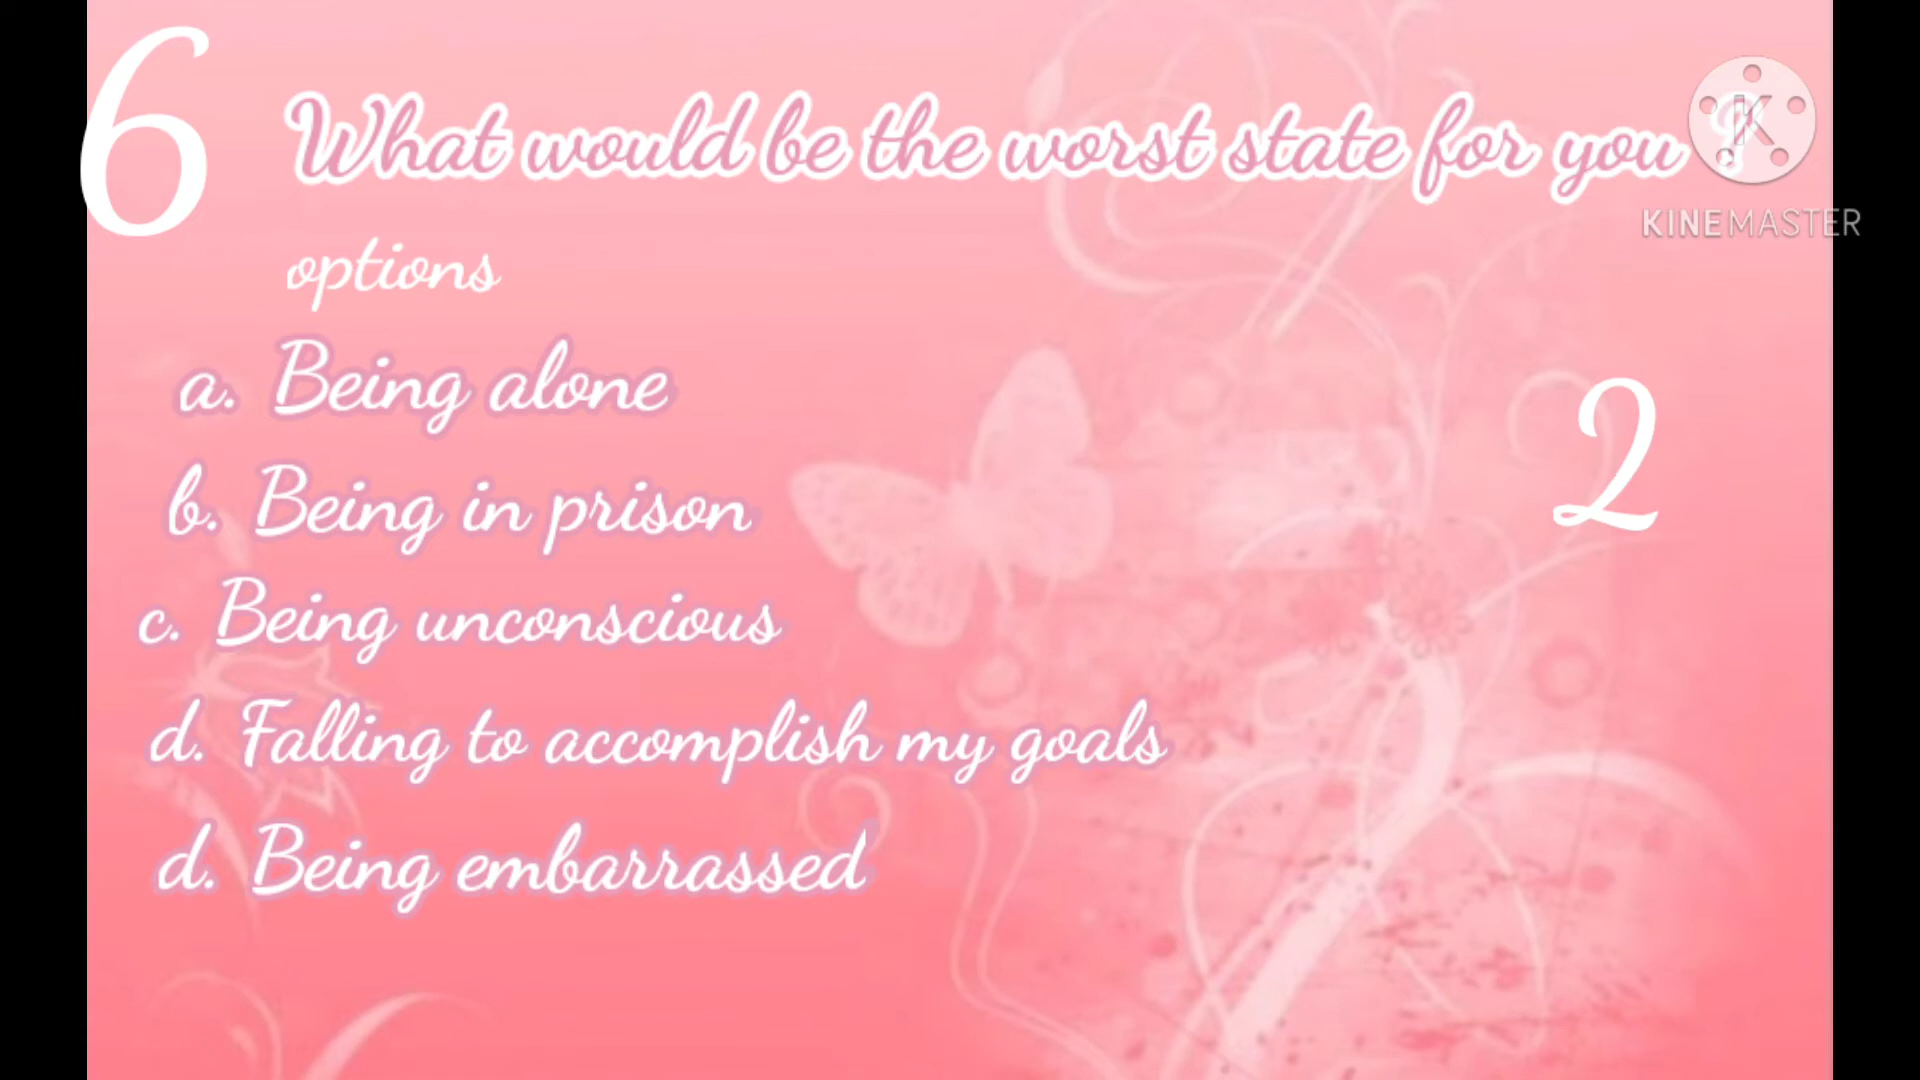 6
What would be the worst state for you ?
KINEMASTER
options
a. Being alone
2
b. Being in prison
c. Being unconscious
d. Falling to accomplish my goals
d. Being embarrassed